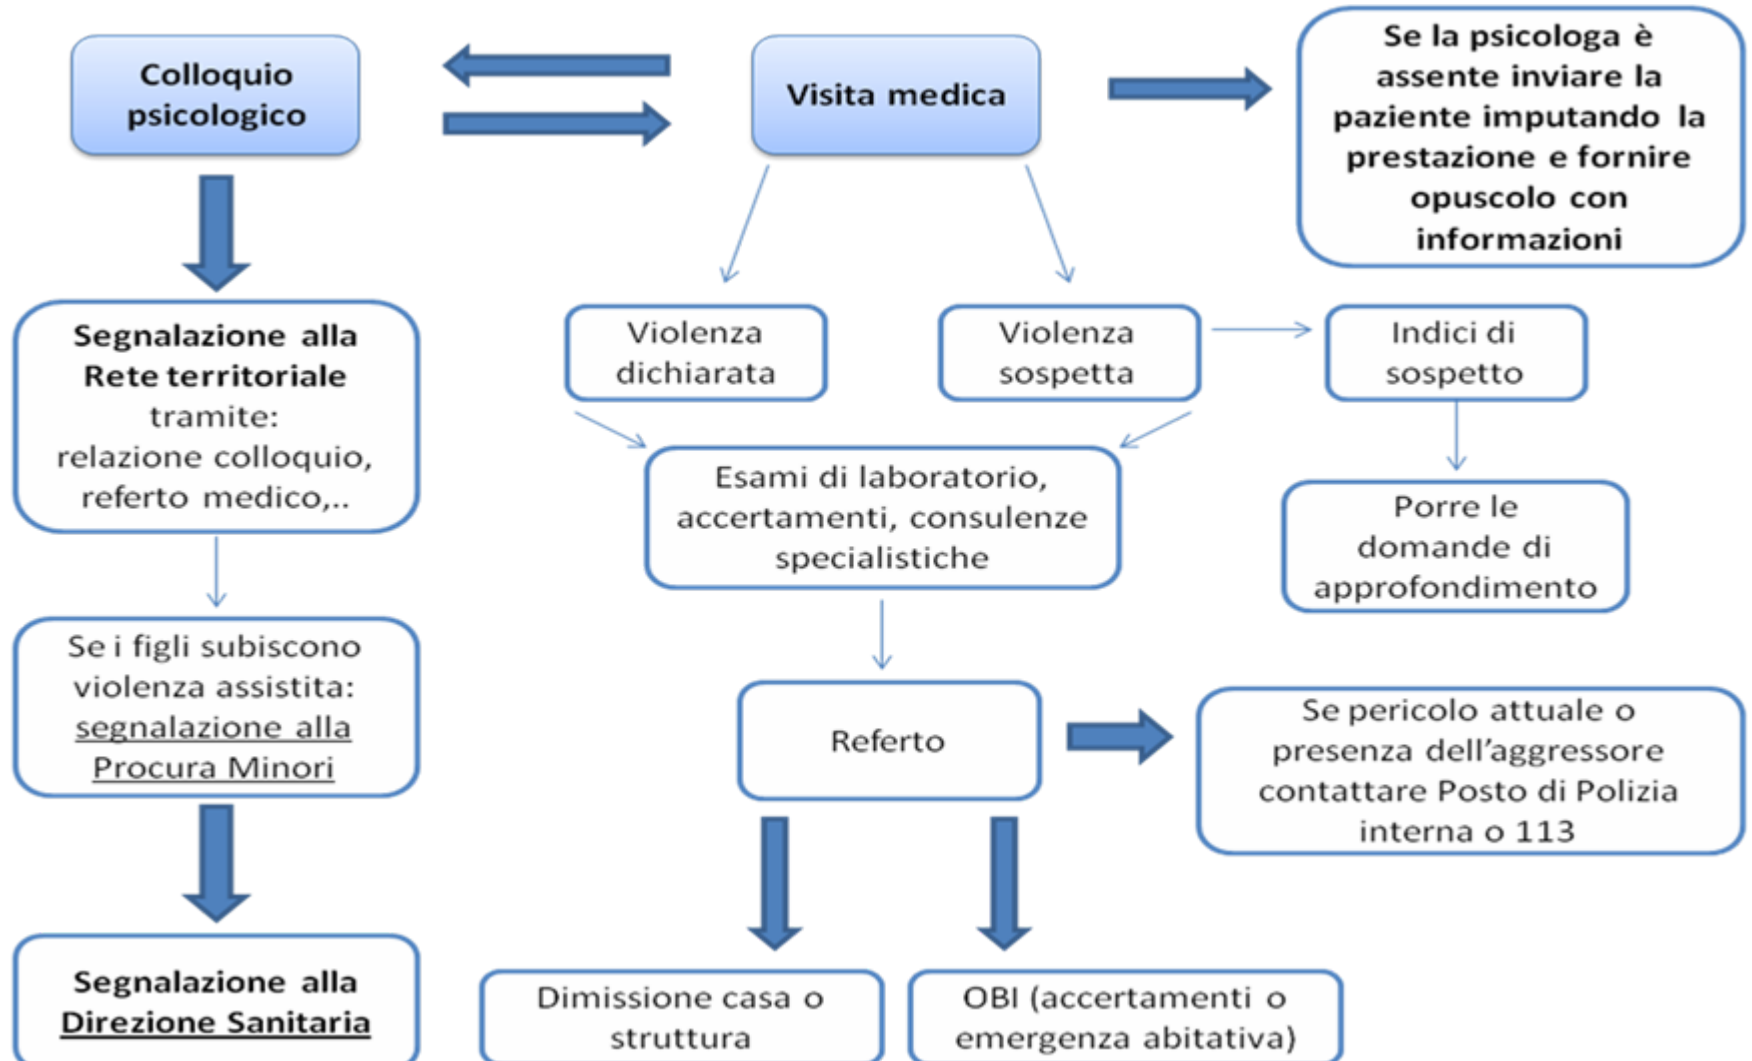 Colloquio
psicologico
Visita medica
Se la psicologa è
assente inviare la
paziente imputando la
prestazione e fornire
opuscolo con
informazioni
Segnalazione alla
Rete territoriale
tramite:
relazione colloquio,
referto medico,..
Violenza
dichiarata
Violenza
sospetta
Indici di
sospetto
Esami di laboratorio,
accertamenti, consulenze
specialistiche
Porre le
domande di
approfondimento
Se i figli subiscono
violenza assistita:
segnalazione alla
Procura Minori
Referto
Se pericolo attuale o
presenza dell’aggressore
contattare Posto di Polizia
interna o 113
Segnalazione alla
Direzione Sanitaria
Dimissione casa o
struttura
OBI (accertamenti o
emergenza abitativa)